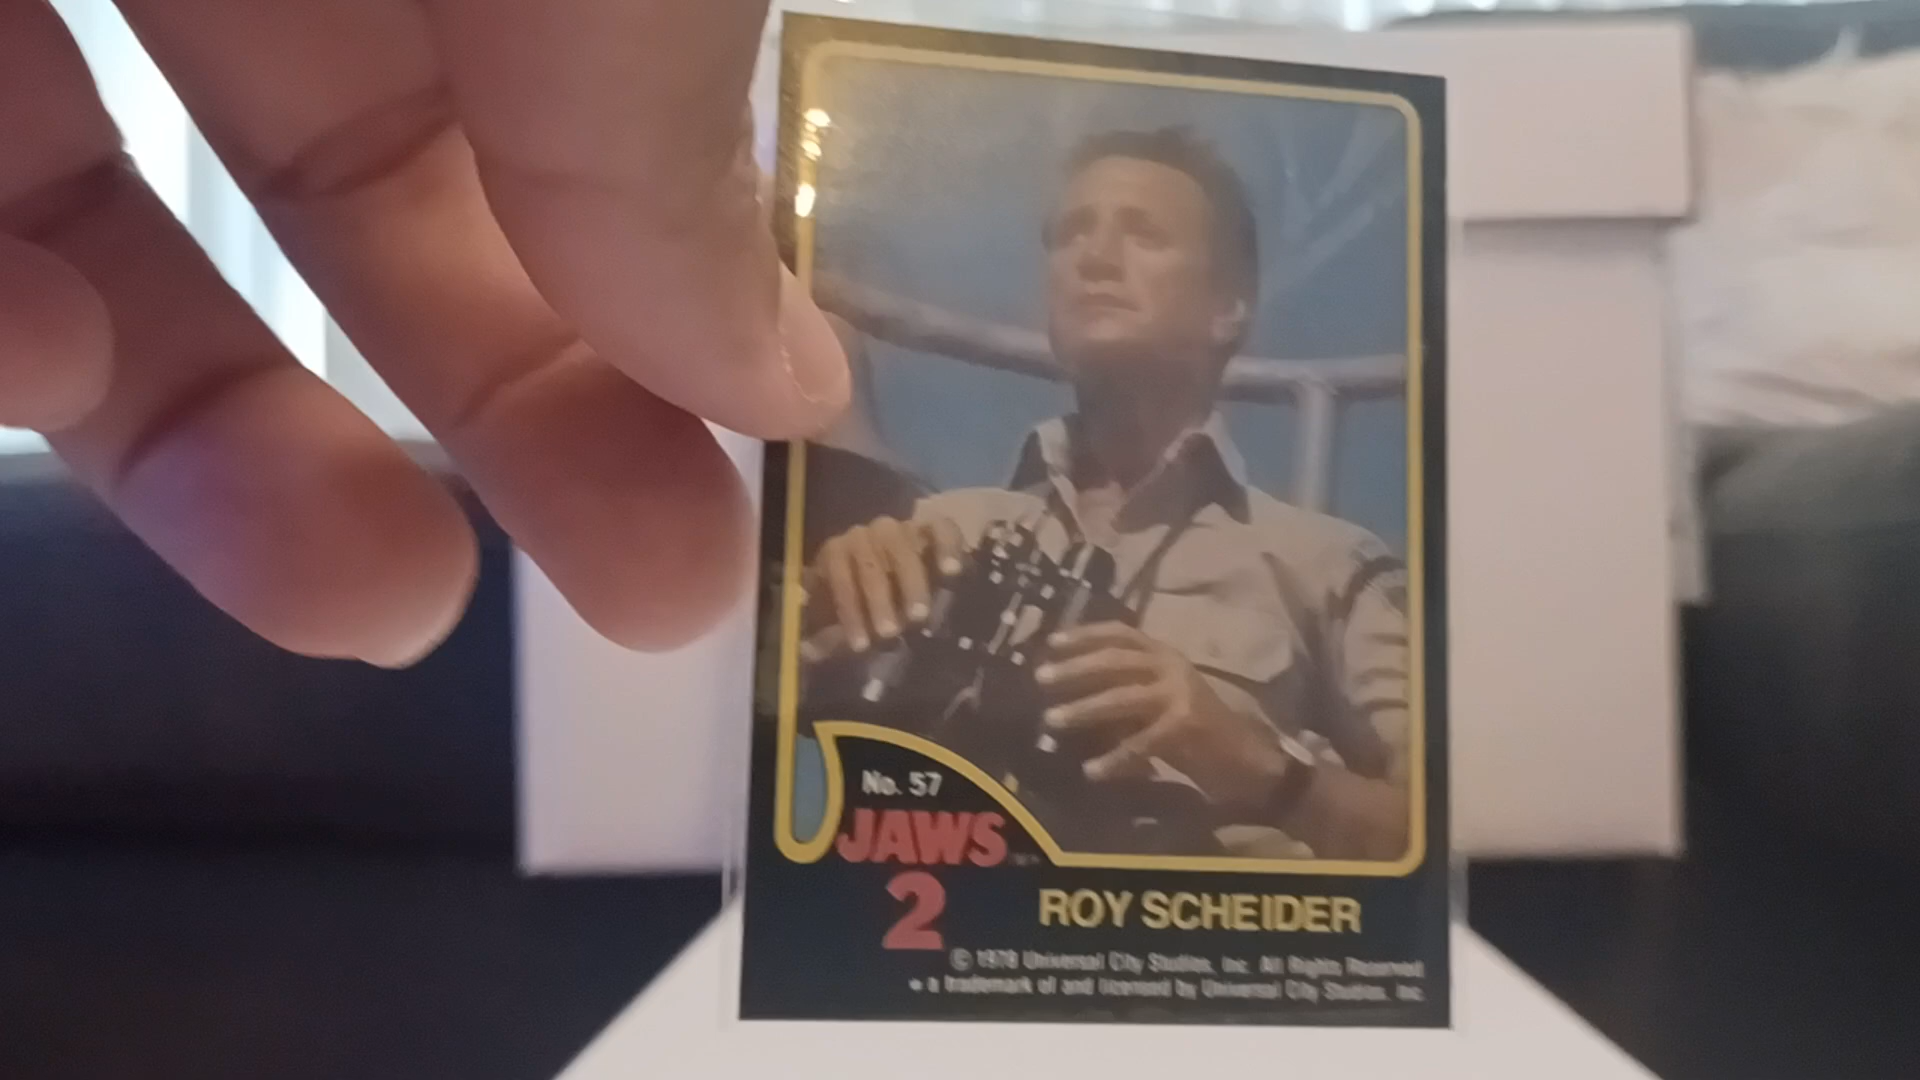 No. 57
JAWS
2
ROY SCHEIDER
© 1978 Universal City Studios, Inc. All Rights Reserved
a trademark of and licensed by Universal City Studios, Inc.